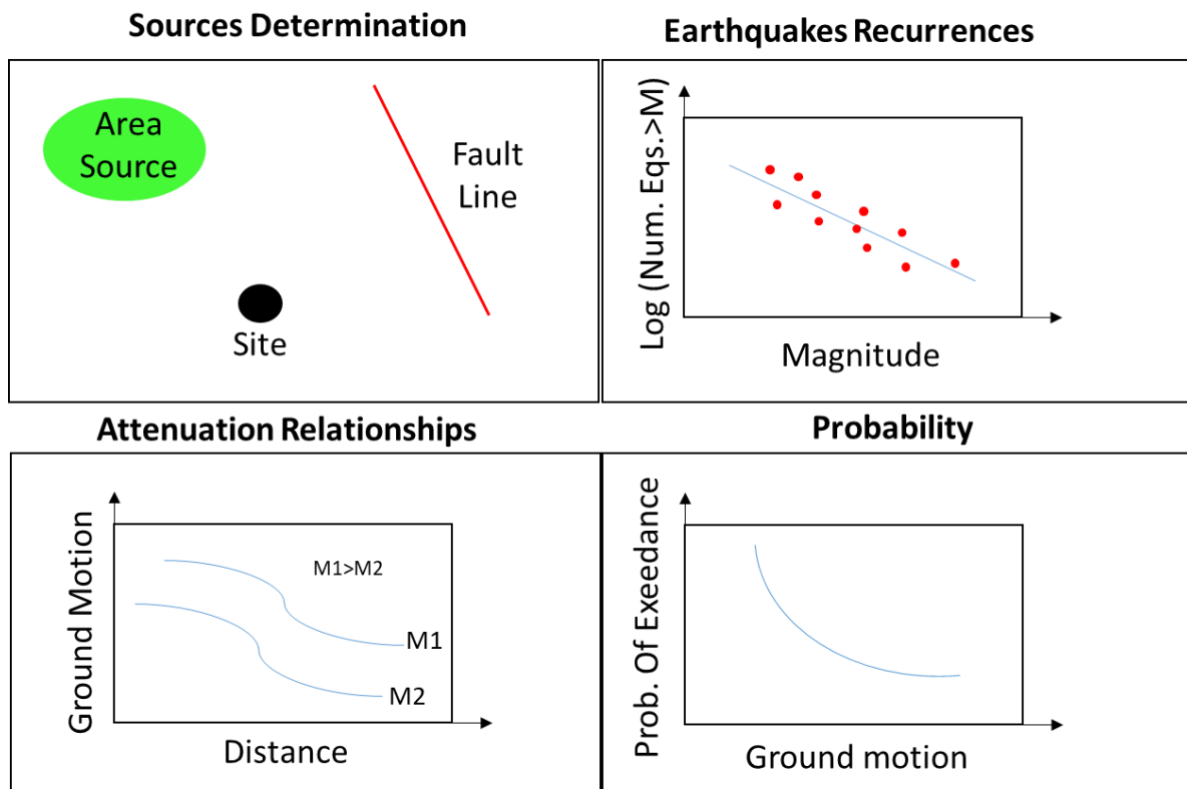 Sources Determination
Area
Source
Fault
Line
Site
Earthquakes Recurrences
Log (Num. Eqs.>M)
Magnitude
Attenuation Relationships
Ground Motion
M1>M2
M1
M2
Distance
Probability
Prob. Of Exeedance
Ground motion